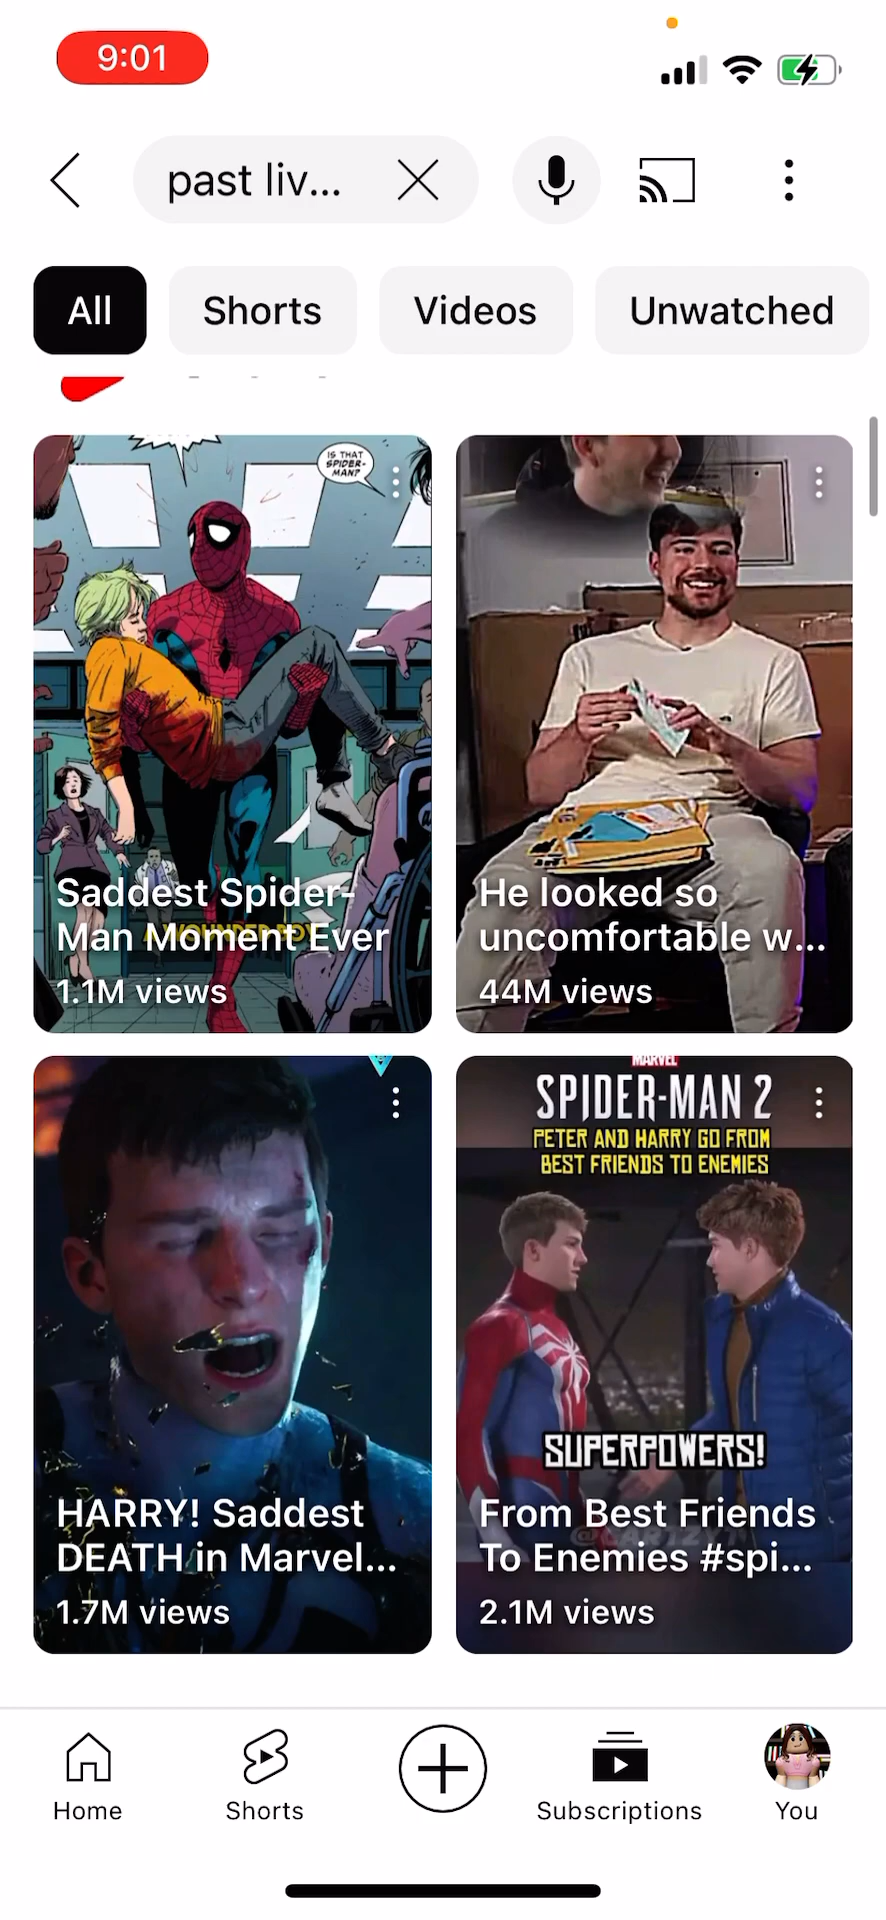 9:01
past liv...
All
Shorts
Videos
Unwatched
IS THAT
SPIDER-
MAN?
Saddest Spider-
Man Moment Ever
A WOUNDED BOY
1.1M views
He looked so
uncomfortable w...
44M views
HARRY! Saddest
DEATH in Marvel...
1.7M views
MARVEL
SPIDER-MAN 2
PETER AND HARRY GO FROM
BEST FRIENDS TO ENEMIES
SUPERPOWERS!
From Best Friends
To Enemies #spi...
2.1M views
Home
Shorts
Subscriptions
You